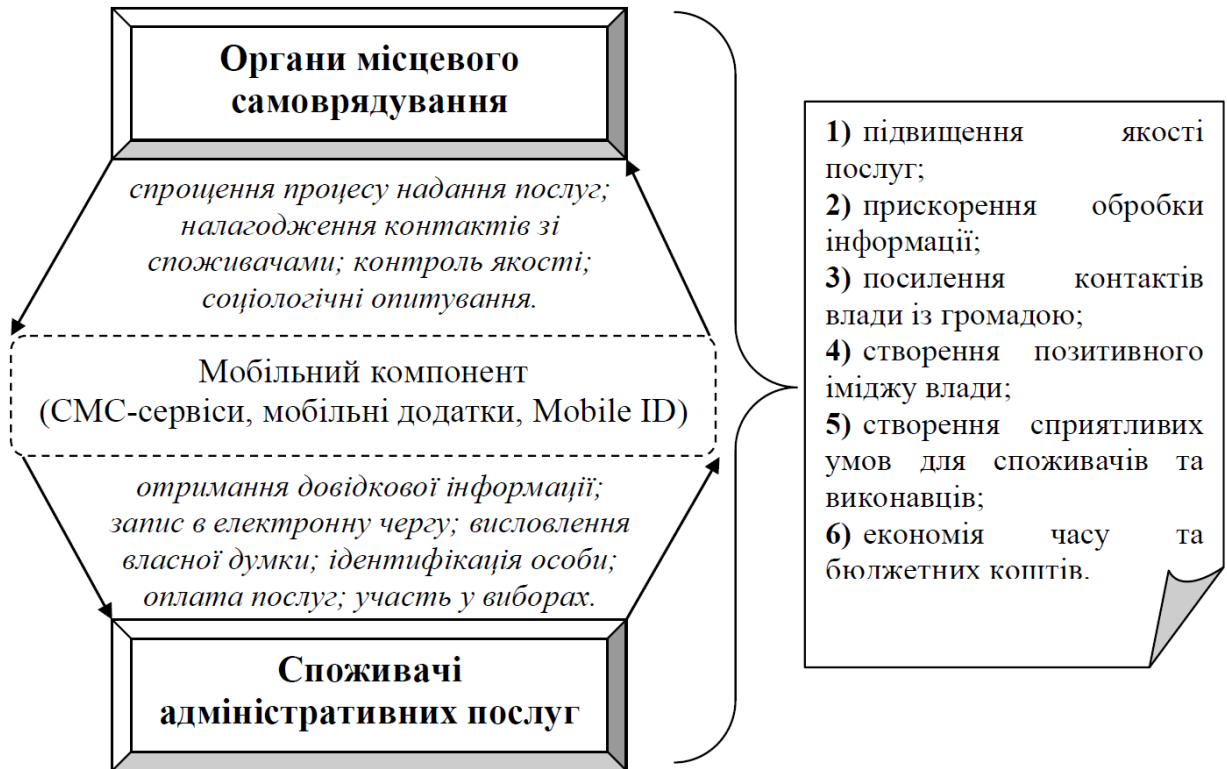 Органи місцевого
самоврядування
спрощення процесу надання послуг;
налагодження контактів зі
споживачами; контроль якості;
соціологічні опитування.
Мобільний компонент
(СМС-сервіси, мобільні додатки, Mobile ID)
отримання довідкової інформації;
запис в електронну чергу; висловлення
власної думки; ідентифікація особи;
оплата послуг; участь у виборах.
Споживачі
адміністративних послуг
1) підвищення якості
послуг;
2) прискорення обробки
інформації;
3) посилення контактів
влади із громадою;
4) створення позитивного
іміджу влади;
5) створення сприятливих
умов для споживачів та
виконавців;
6) економія часу та
бюджетних коштів.